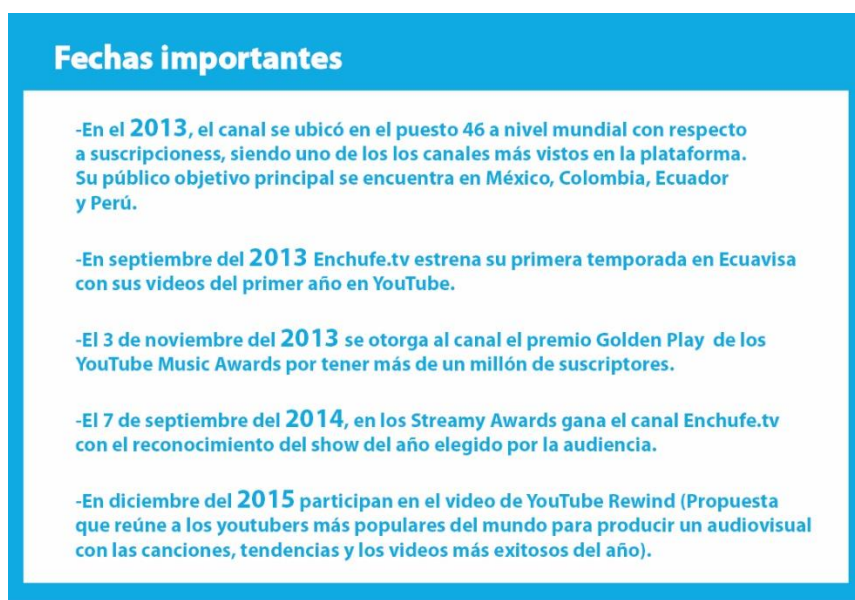 Fechas importantes
-En el 2013, el canal se ubicó en el puesto 46 a nivel mundial con respecto
a suscripcioness, siendo uno de los los canales más vistos en la plataforma.
Su público objetivo principal se encuentra en México, Colombia, Ecuador
y Perú.
-En septiembre del 2013 Enchufe.tv estrena su primera temporada en Ecuavisa
con sus videos del primer año en YouTube.
-El 3 de noviembre del 2013 se otorga al canal el premio Golden Play de los
YouTube Music Awards por tener más de un millón de suscriptores.
-El 7 de septiembre del 2014, en los Streamy Awards gana el canal Enchufe.tv
con el reconocimiento del show del año elegido por la audiencia.
-En diciembre del 2015 participan en el video de YouTube Rewind (Propuesta
que reúne a los youtubers más populares del mundo para producir un audiovisual
con las canciones, tendencias y los videos más exitosos del año).